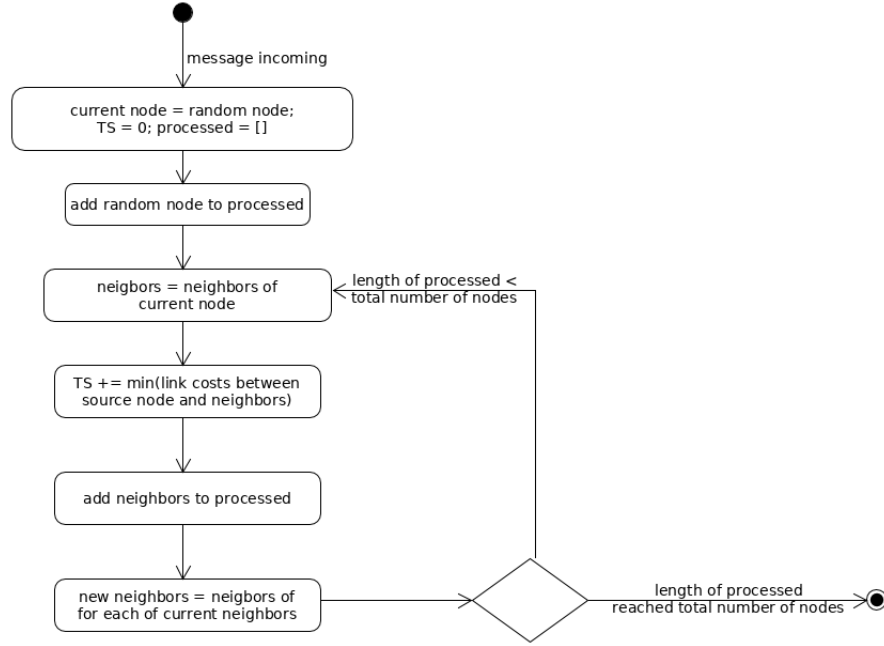 message incoming
current node = random node;
TS = 0; processed = []
add random node to processed
neigbors = neighbors of
current node
length of processed <
total number of nodes
TS += min(link costs between
source node and neighbors)
add neighbors to processed
new neighbors = neigbors of
for each of current neighbors
length of processed
reached total number of nodes